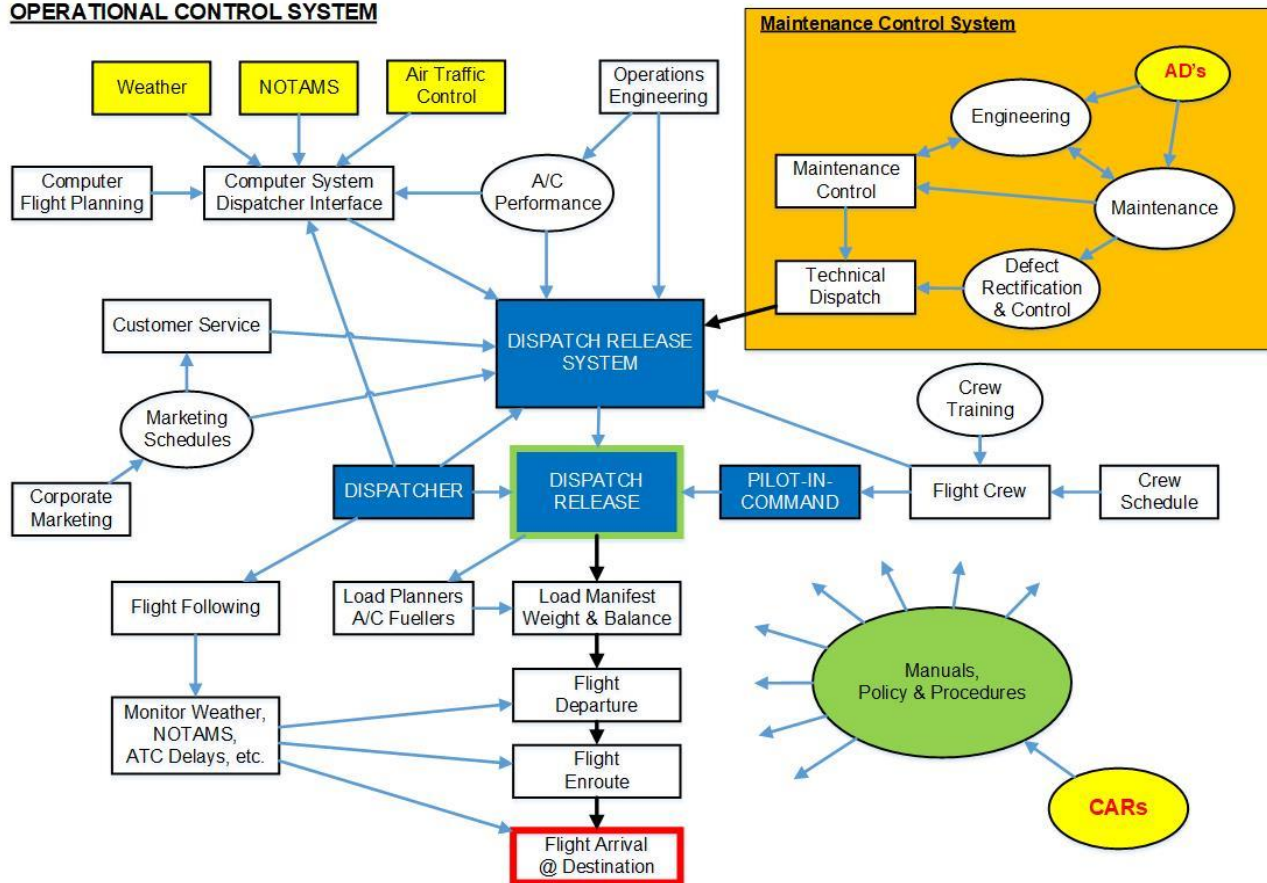 OPERATIONAL CONTROL SYSTEM
Maintenance Control System
Weather
NOTAMS
Air Traffic
Control
Operations
Engineering
AD's
Engineering
Computer
Flight Planning
Computer System
Dispatcher Interface
A/C
Performance
Maintenance
Control
Maintenance
Technical
Dispatch
Defect
Rectification
& Control
Customer Service
DISPATCH RELEASE
SYSTEM
Marketing
Schedules
Crew
Training
Corporate
Marketing
DISPATCHER
DISPATCH
RELEASE
PILOT-IN-
COMMAND
Flight Crew
Crew
Schedule
Flight Following
Load Planners
A/C Fuellers
Load Manifest
Weight & Balance
Manuals,
Policy & Procedures
Monitor Weather,
NOTAMS,
ATC Delays, etc.
Flight
Departure
Flight
Enroute
CARs
Flight Arrival
@ Destination